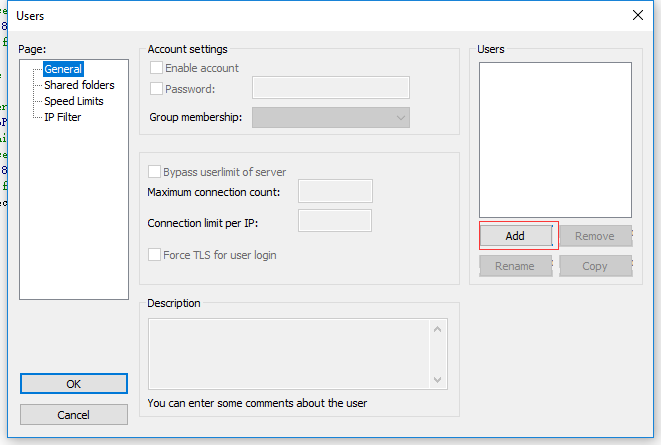 Users
Page:
General
Shared folders
Speed Limits
IP Filter
Account settings
Enable account
Password:
Group membership:
Bypass userlimit of server
Maximum connection count:
Connection limit per IP:
Force TLS for user login
Description
You can enter some comments about the user
Users
Add
Remove
Rename
Copy
OK
Cancel